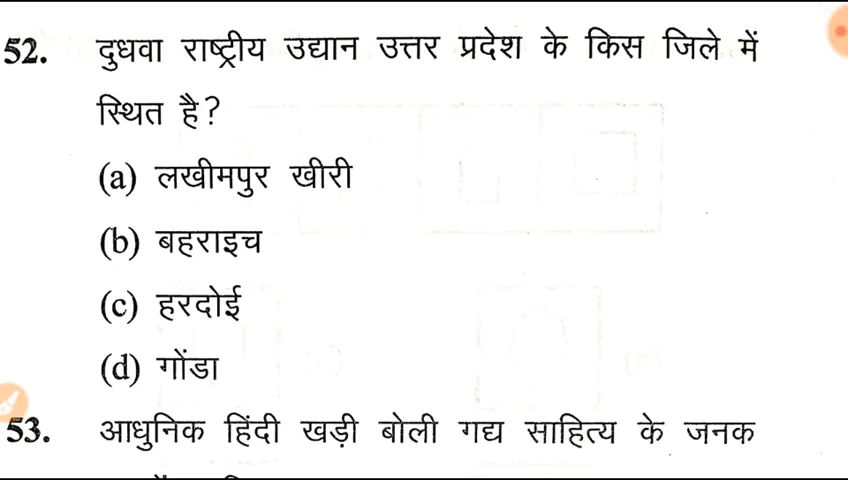 52. दुधवा राष्ट्रीय उद्यान उत्तर प्रदेश के किस जिले में
स्थित है?
(a) लखीमपुर खीरी
(b) बहराइच
(c) हरदोई
(d) गोंडा
53. आधुनिक हिंदी खड़ी बोली गद्य साहित्य के जनक